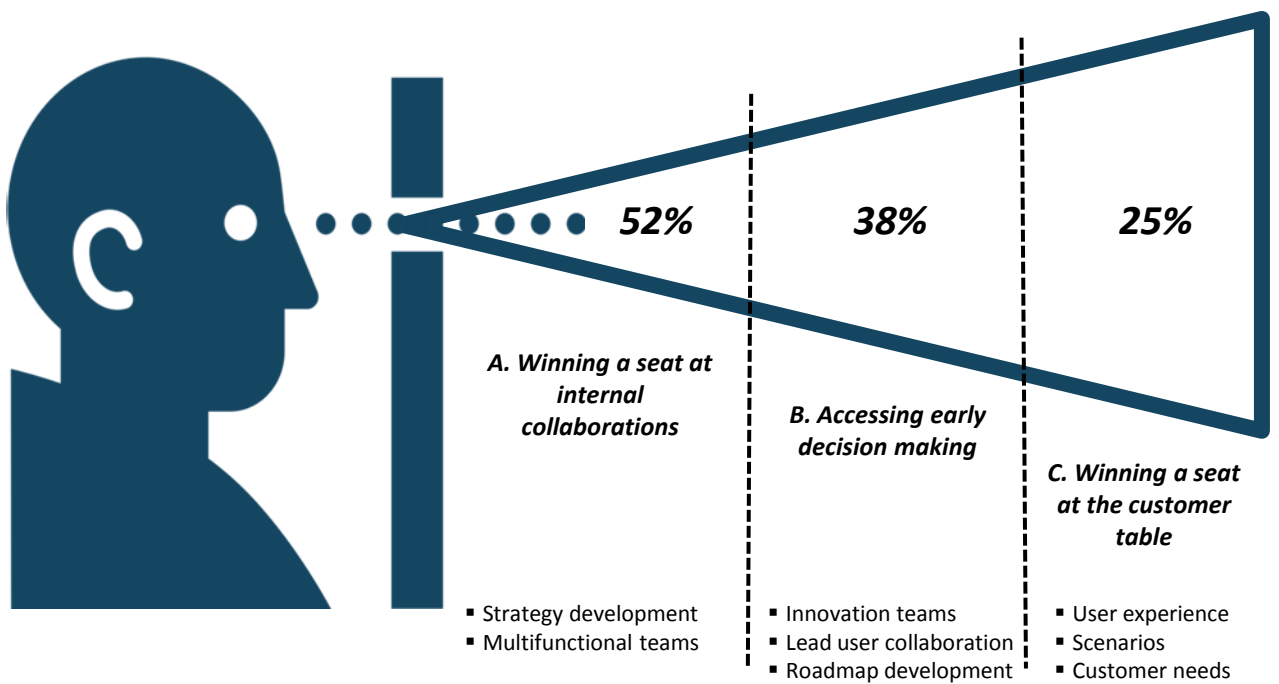 52%
38%
25%
A. Winning a seat at
internal
collaborations
B. Accessing early
decision making
C. Winning a seat
at the customer
table
▪ Strategy development
▪ Multifunctional teams
▪ Innovation teams
▪ Lead user collaboration
▪ Roadmap development
▪ User experience
▪ Scenarios
▪ Customer needs